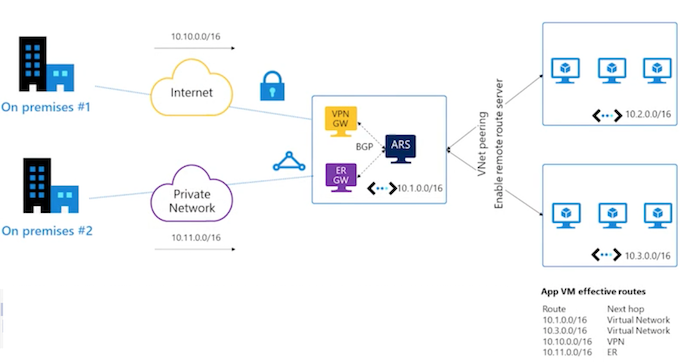 10.10.0.0/16
Internet
On premises #1
VPN
GW
BGP
ARS
ER
GW
10.1.0.0/16
Private
Network
On premises #2
10.11.0.0/16
VNet peering
Enable remote route server
10.2.0.0/16
10.3.0.0/16
App VM effective routes
Route Next hop
10.1.0.0/16 Virtual Network
10.3.0.0/16 Virtual Network
10.10.0.0/16 VPN
10.11.0.0/16 ER